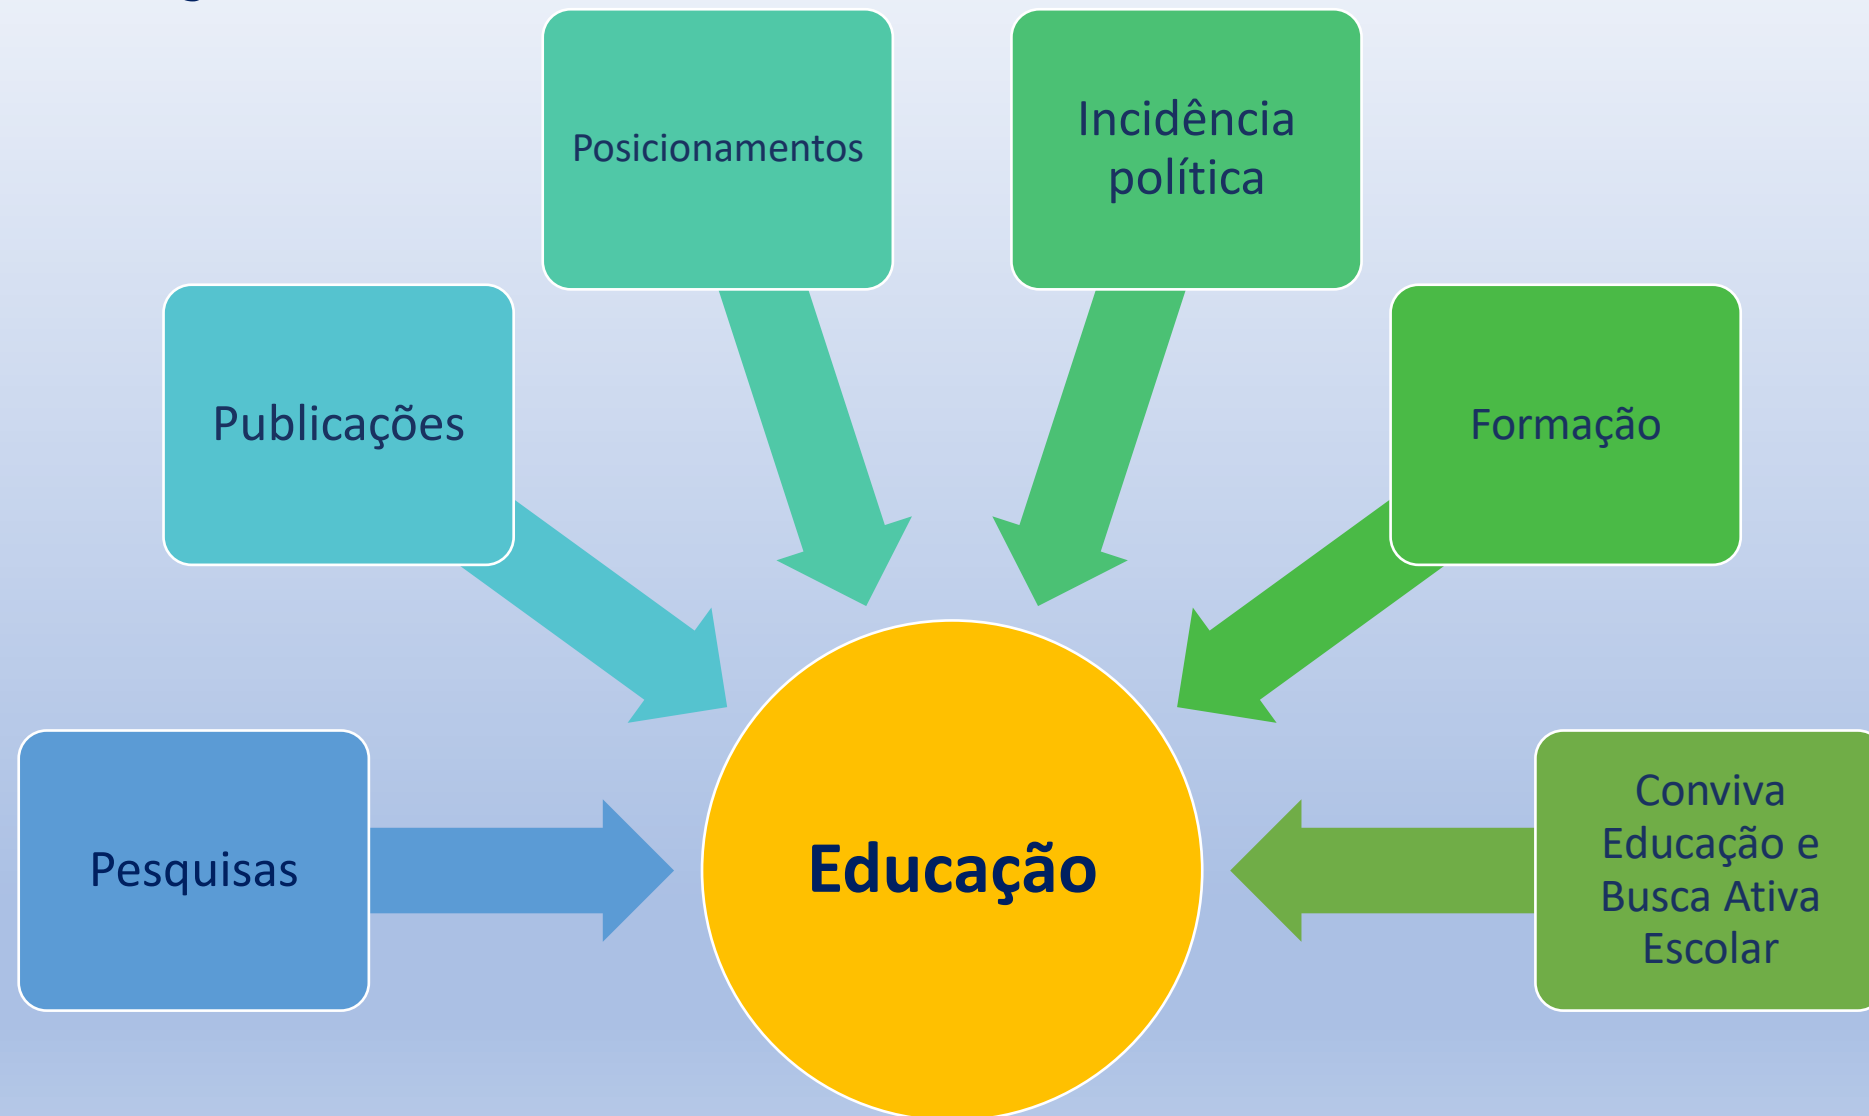 Posicionamentos
Incidência
política
Publicações
Formação
Pesquisas
Educação
Conviva
Educação e
Busca Ativa
Escolar